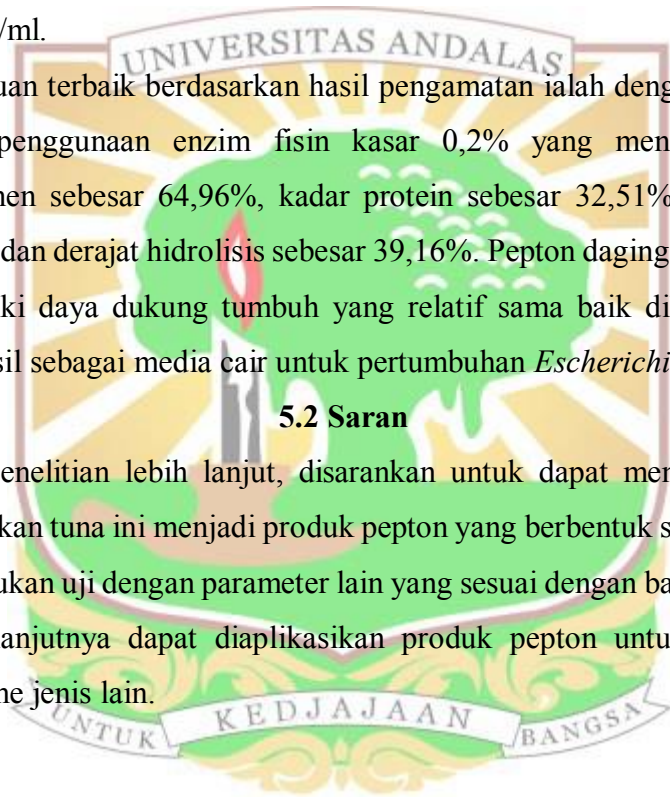 /ml.
UNIVERSITAS ANDALAS
uan terbaik berdasarkan hasil pengamatan ialah deng
penggunaan enzim fisin kasar 0,2% yang men
nen sebesar 64,96%, kadar protein sebesar 32,51%
dan derajat hidrolisis sebesar 39,16%. Pepton daging
ki daya dukung tumbuh yang relatif sama baik di
sil sebagai media cair untuk pertumbuhan Escherichi
5.2 Saran
enelitian lebih lanjut, disarankan untuk dapat men
kan tuna ini menjadi produk pepton yang berbentuk s
ukan uji dengan parameter lain yang sesuai dengan ba
anjutnya dapat diaplikasikan produk pepton untu
ne jenis lain.
UNTUK KEDJAJAAN BANGSA